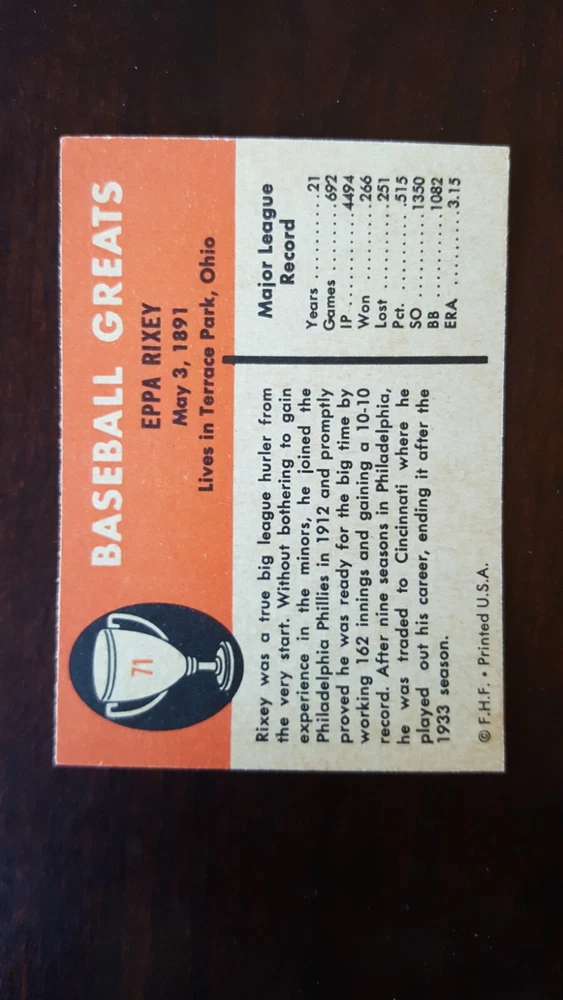 BASEBALL GREATS
71
EPPA RIXEY
May 3, 1891
Lives in Terrace Park, Ohio
Rixey was a true big league hurler from
the very start. Without bothering to gain
experience in the minors, he joined the
Philadelphia Phillies in 1912 and promptly
proved he was ready for the big time by
working 162 innings and gaining a 10-10
record. After nine seasons in Philadelphia,
he was traded to Cincinnati where he
played out his career, ending it after the
1933 season.
© F.H.F. • Printed U.S.A.
Major League
Record
Years ..........21
Games ........692
IP ............4494
Won ..........266
Lost ..........251
Pct. ..........515
SO ..........1350
BB ..........1082
ERA ..........3.15